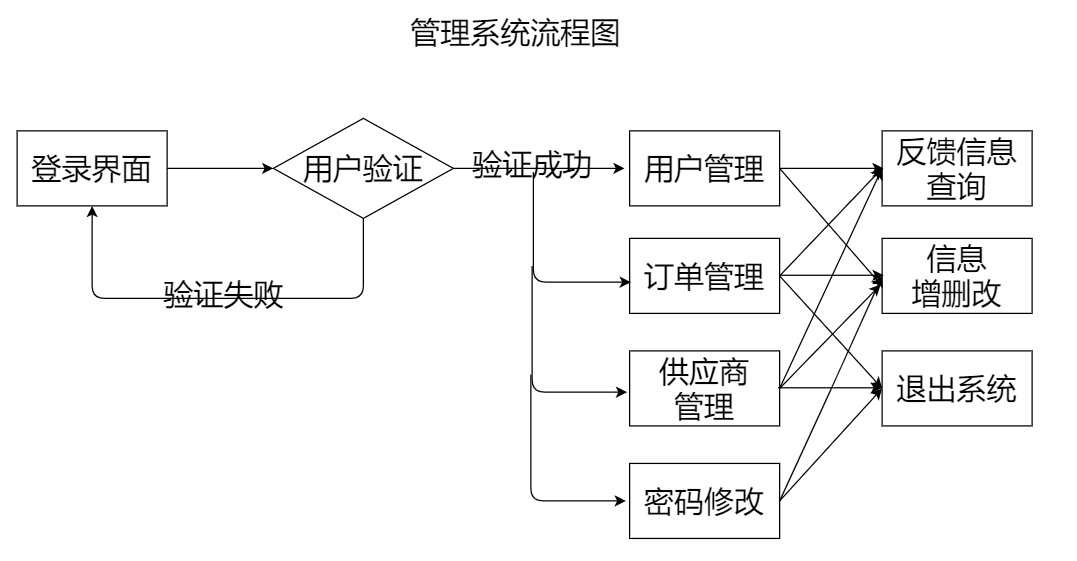 管理系统流程图
登录界面
用户验证
验证成功
验证失败
用户管理
订单管理
供应商
管理
密码修改
反馈信息
查询
信息
增删改
退出系统